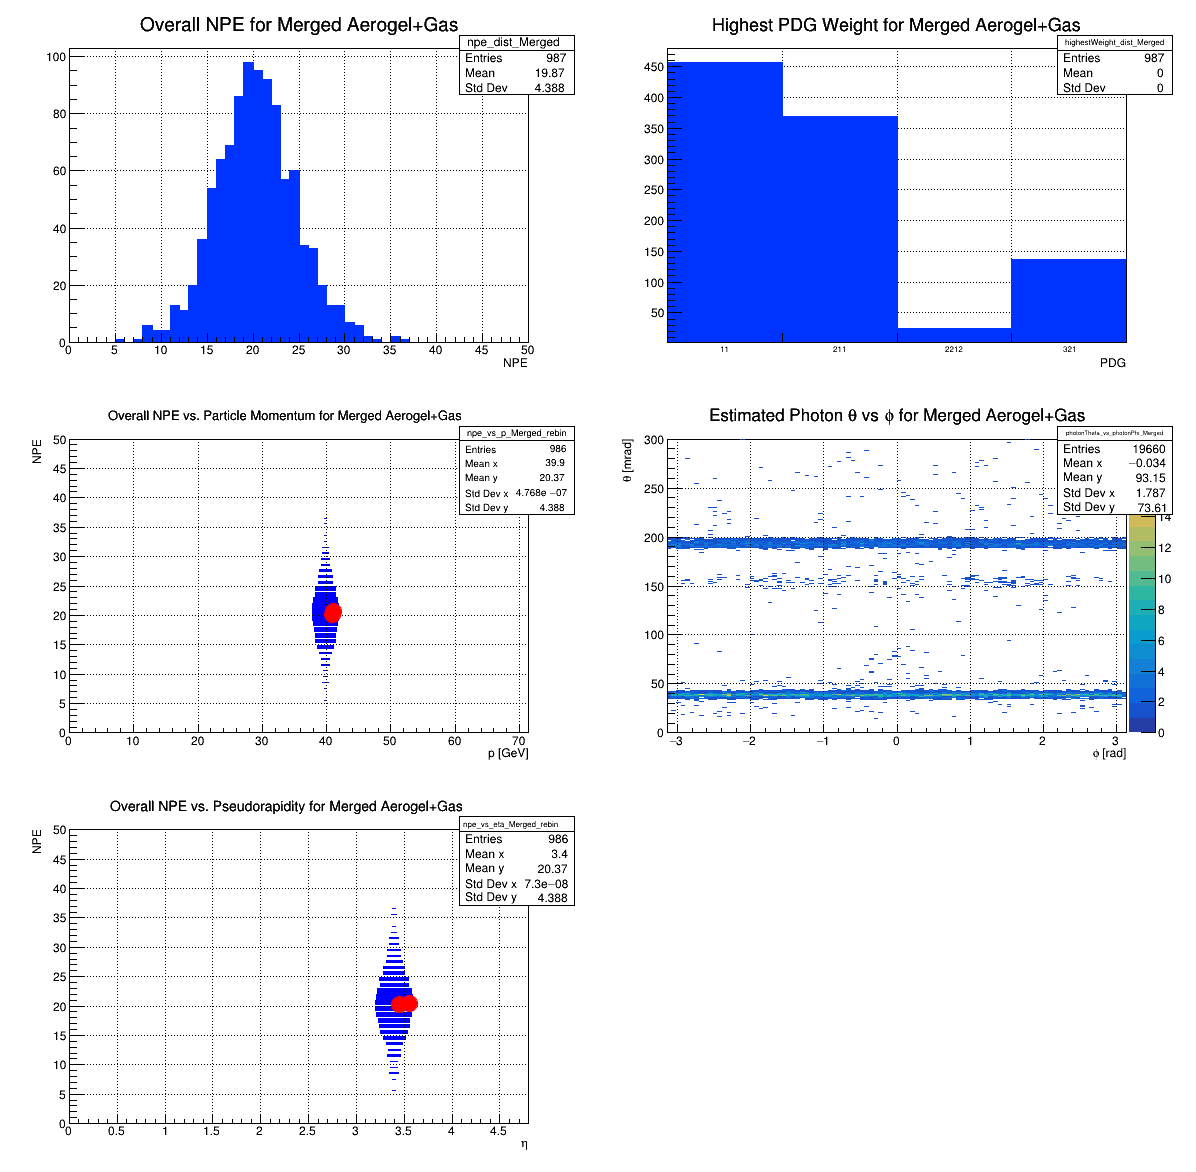 Overall NPE for Merged Aerogel+Gas
npe_dist_Merged
Entries 987
Mean 19.87
Std Dev 4.388
100
80
60
40
20
0
0 5 10 15 20 25 30 35 40 45 50
NPE
Highest PDG Weight for Merged Aerogel+Gas
highestWeight_dist_Merged
Entries 987
Mean 0
Std Dev 0
450
400
350
300
250
200
150
100
50
11 211 2212 321
PDG
Overall NPE vs. Particle Momentum for Merged Aerogel+Gas
npe_vs_p_Merged_rebin
Entries 986
Mean x 39.9
Mean y 20.37
Std Dev x 4.768e −07
Std Dev y 4.388
NPE
50
45
40
35
30
25
20
15
10
5
0
0 10 20 30 40 50 60 70
p [GeV]
Estimated Photon θ vs ϕ for Merged Aerogel+Gas
photonTheta_vs_photonPhi_Merged
Entries 19660
Mean x −0.034
Mean y 93.15
Std Dev x 1.787
Std Dev y 73.61
θ [mrad]
300
250
200
150
100
50
0
−3 −2 −1 0 1 2 3
ϕ [rad]
14
12
10
8
6
4
2
0
Overall NPE vs. Pseudorapidity for Merged Aerogel+Gas
npe_vs_eta_Merged_rebin
Entries 986
Mean x 3.4
Mean y 20.37
Std Dev x 7.3e−08
Std Dev y 4.388
NPE
50
45
40
35
30
25
20
15
10
5
0
0 0.5 1 1.5 2 2.5 3 3.5 4 4.5
η